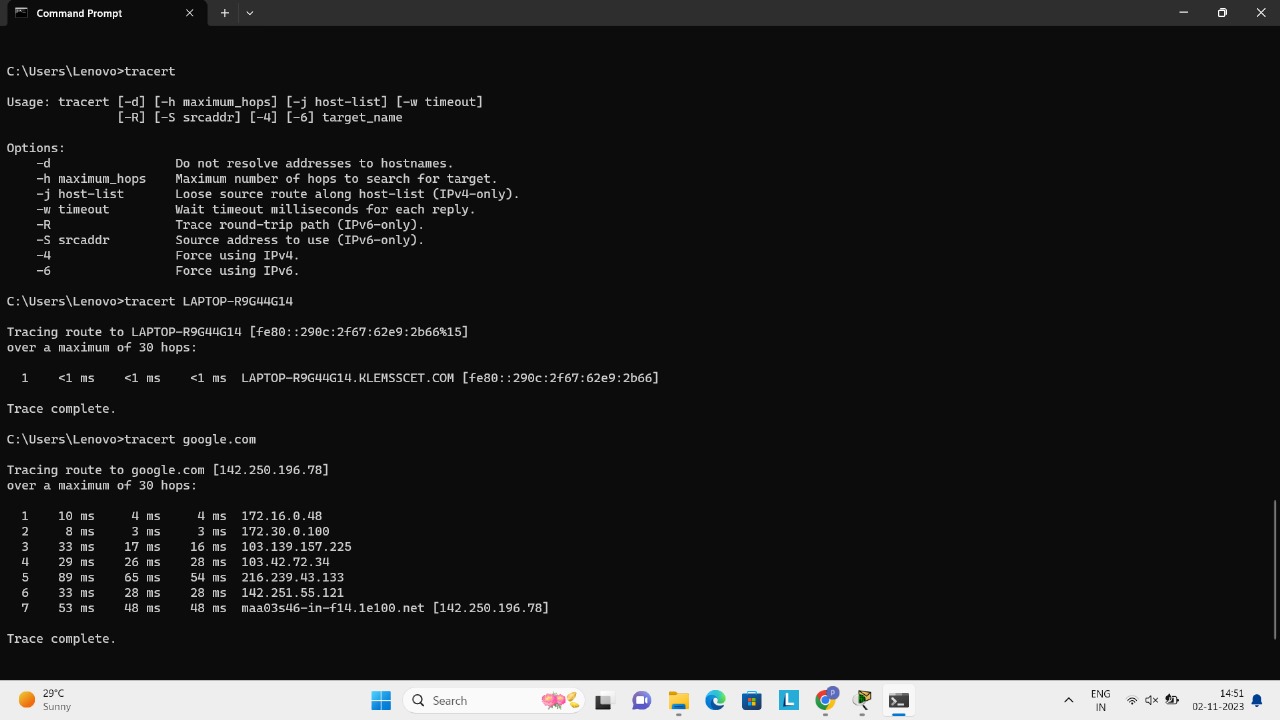 Command Prompt
C:\Users\Lenovo>tracert
Usage: tracert [-d] [-h maximum_hops] [-j host-list] [-w timeout]
               [-R] [-S srcaddr] [-4] [-6] target_name
Options:
    -d                 Do not resolve addresses to hostnames.
    -h maximum_hops    Maximum number of hops to search for target.
    -j host-list       Loose source route along host-list (IPv4-only).
    -w timeout         Wait timeout milliseconds for each reply.
    -R                 Trace round-trip path (IPv6-only).
    -S srcaddr         Source address to use (IPv6-only).
    -4                 Force using IPv4.
    -6                 Force using IPv6.
C:\Users\Lenovo>tracert LAPTOP-R9G44G14
Tracing route to LAPTOP-R9G44G14 [fe80::290c:2f67:62e9:2b66%15]
over a maximum of 30 hops:
  1    <1 ms    <1 ms    <1 ms  LAPTOP-R9G44G14.KLEMSSCET.COM [fe80::290c:2f67:62e9:2b66]
Trace complete.
C:\Users\Lenovo>tracert google.com
Tracing route to google.com [142.250.196.78]
over a maximum of 30 hops:
  1    10 ms     4 ms     4 ms  172.16.0.48
  2     8 ms     3 ms     3 ms  172.30.0.100
  3    33 ms    17 ms    16 ms  103.139.157.225
  4    29 ms    26 ms    28 ms  103.42.72.34
  5    89 ms    65 ms    54 ms  216.239.43.133
  6    33 ms    28 ms    28 ms  142.251.55.121
  7    53 ms    48 ms    48 ms  maa03s46-in-f14.1e100.net [142.250.196.78]
Trace complete.
29°C
Sunny
Search
L
P
ENG
IN
14:51
02-11-2023